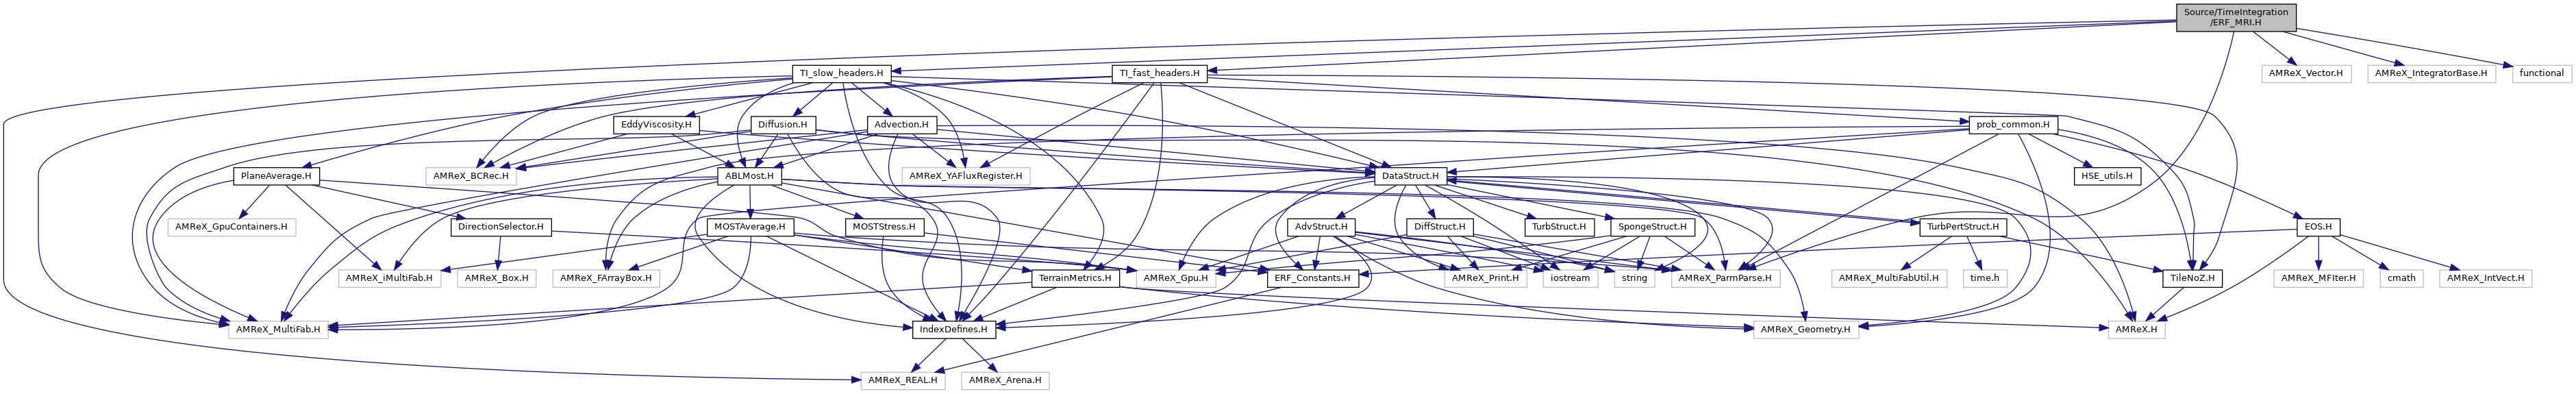 Source/TimeIntegration
/ERF_MRI.H
TI_slow_headers.H
TI_fast_headers.H
AMReX_Vector.H
AMReX_IntegratorBase.H
functional
EddyViscosity.H
Diffusion.H
Advection.H
prob_common.H
PlaneAverage.H
AMReX_BCRec.H
ABLMost.H
AMReX_YAFluxRegister.H
DataStruct.H
HSE_utils.H
AMReX_GpuContainers.H
DirectionSelector.H
MOSTAverage.H
MOSTStress.H
AdvStruct.H
DiffStruct.H
TurbStruct.H
SpongeStruct.H
TurbPertStruct.H
EOS.H
AMReX_iMultiFab.H
AMReX_Box.H
AMReX_FArrayBox.H
TerrainMetrics.H
AMReX_Gpu.H
ERF_Constants.H
AMReX_Print.H
iostream
string
AMReX_ParmParse.H
AMReX_MultiFabUtil.H
time.h
TileNoZ.H
AMReX_MFIter.H
cmath
AMReX_IntVect.H
AMReX_MultiFab.H
IndexDefines.H
AMReX_Geometry.H
AMReX.H
AMReX_REAL.H
AMReX_Arena.H